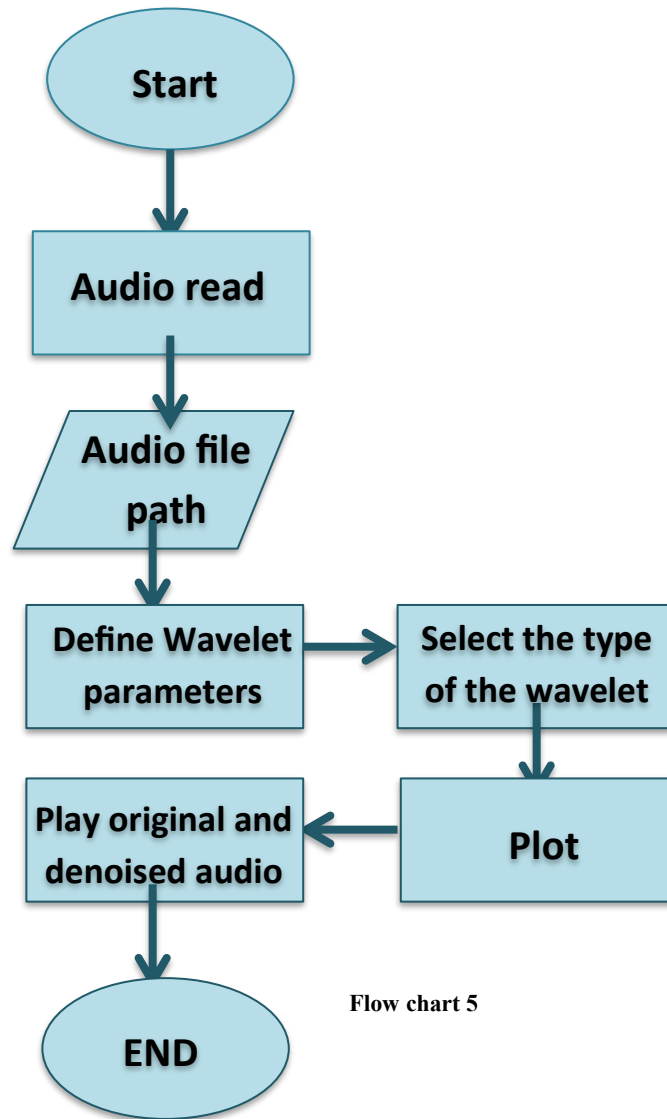 Start
Audio read
Audio file
path
Define Wavelet
parameters
Select the type
of the wavelet
Plot
Play original and
denoised audio
END
Flow chart 5